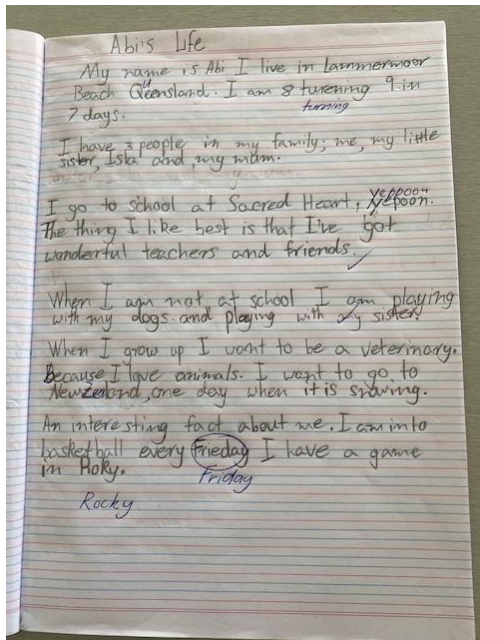 Abi's Life
My name is Abi I live in Lammermoor
Beach Queensland. I am 8 turening 9 in
turning
7 days.
I have 3 people in my family; me, my little
sister, Isla and my mum.
I go to school at Sacred Heart, Yepoon.
Yeppoon
The thing I like best is that I've got
wonderful teachers and friends.
When I am not at school I am playing
with my dogs and playing with my sister.
When I grow up I want to be a veterinary.
Because I love animals. I want to go to
New Zeland, one day when it is snowing.
An interesting fact about me. I am into
basketball every Frieday I have a game
in Roky.
Friday
Rocky